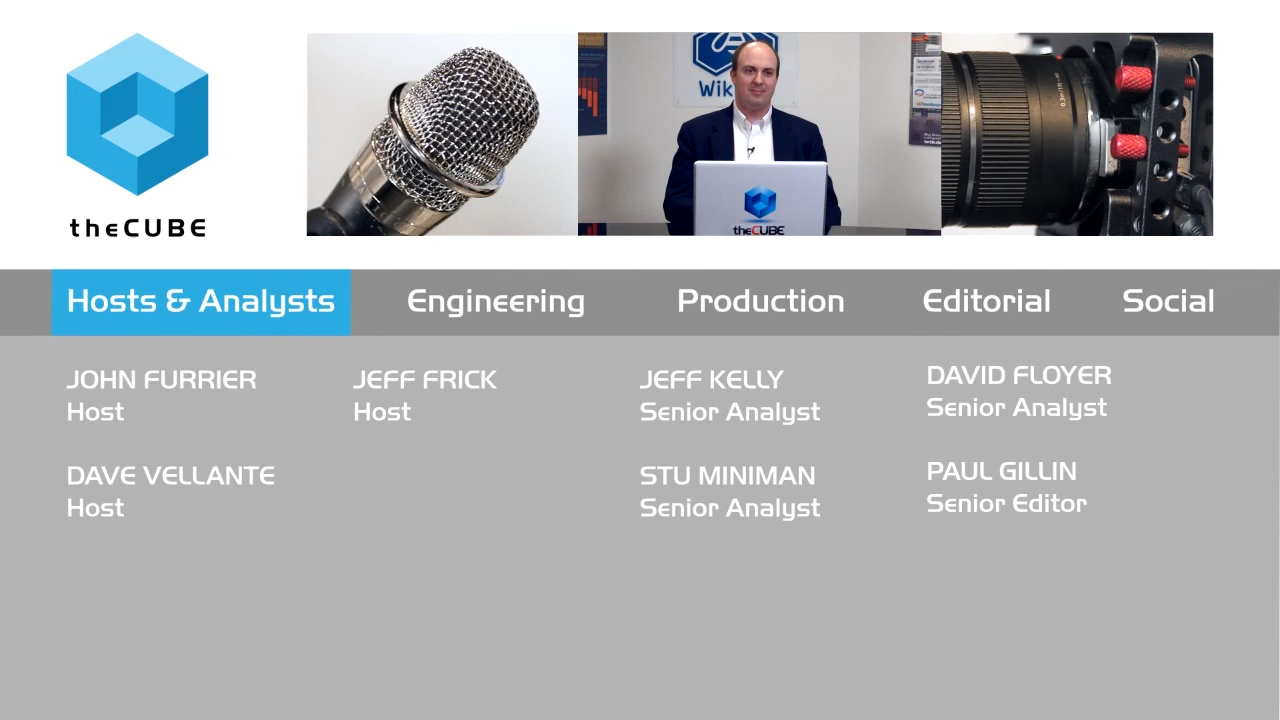 theCUBE
Wiki
theCUBE
Hosts & Analysts
Engineering
Production
Editorial
Social
JOHN FURRIER
Host
DAVE VELLANTE
Host
JEFF FRICK
Host
JEFF KELLY
Senior Analyst
STU MINIMAN
Senior Analyst
DAVID FLOYER
Senior Analyst
PAUL GILLIN
Senior Editor